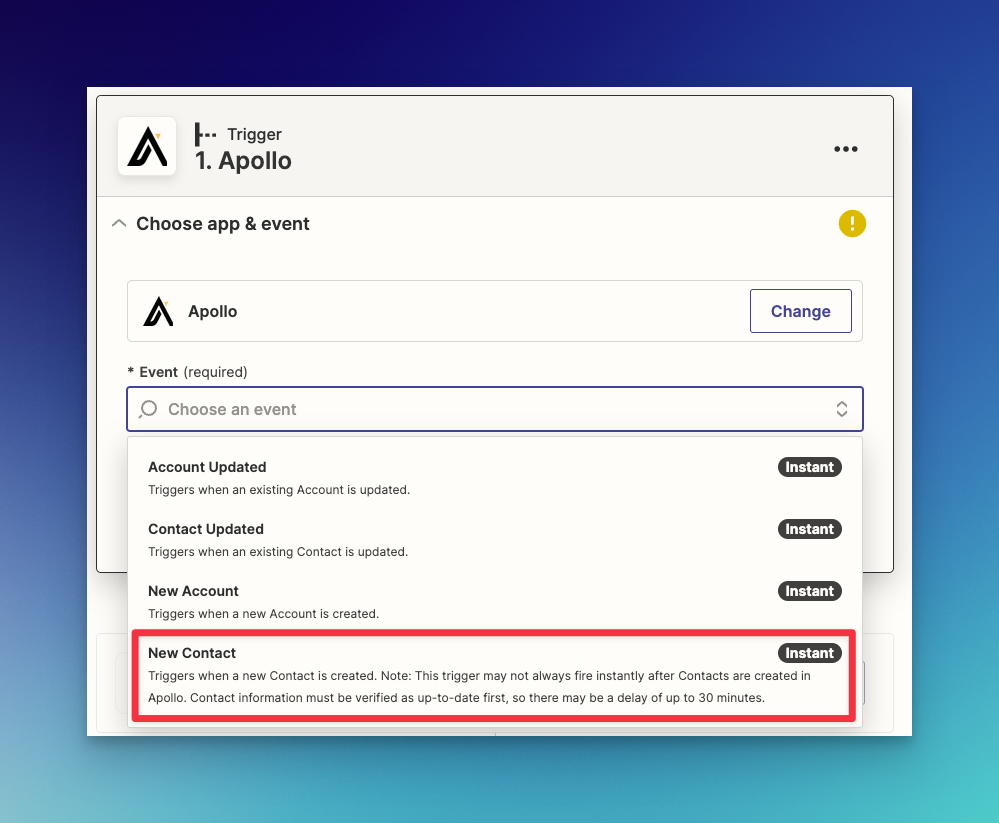 Trigger
1. Apollo
Choose app & event
Apollo
Change
* Event (required)
Choose an event
Account Updated
Instant
Triggers when an existing Account is updated.
Contact Updated
Instant
Triggers when an existing Contact is updated.
New Account
Instant
Triggers when a new Account is created.
New Contact
Instant
Triggers when a new Contact is created. Note: This trigger may not always fire instantly after Contacts are created in
Apollo. Contact information must be verified as up-to-date first, so there may be a delay of up to 30 minutes.